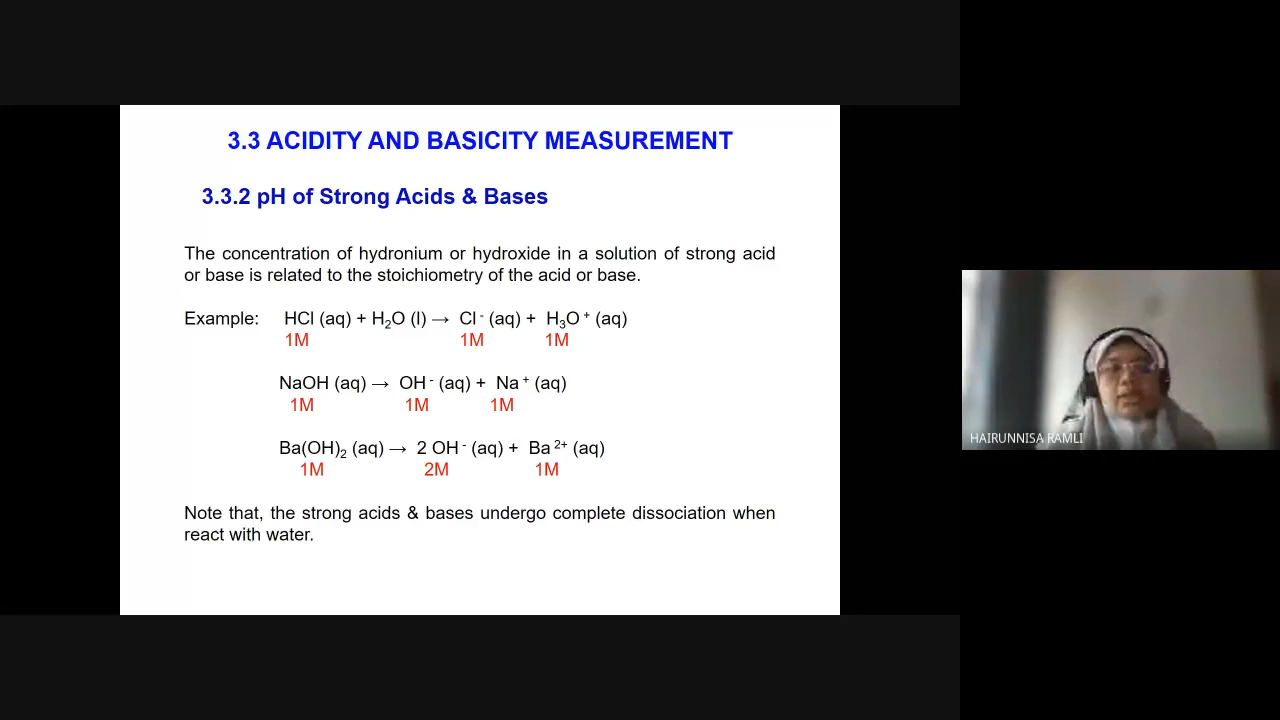 3.3 ACIDITY AND BASICITY MEASUREMENT
3.3.2 pH of Strong Acids & Bases
The concentration of hydronium or hydroxide in a solution of strong acid
or base is related to the stoichiometry of the acid or base.
Example: HCl (aq) + H₂O (l) → Cl⁻ (aq) + H₃O⁺ (aq)
1M 1M 1M
NaOH (aq) → OH⁻ (aq) + Na⁺ (aq)
1M 1M 1M
Ba(OH)₂ (aq) → 2 OH⁻ (aq) + Ba²⁺ (aq)
1M 2M 1M
Note that, the strong acids & bases undergo complete dissociation when
react with water.
HAIRUNNISA RAMLI